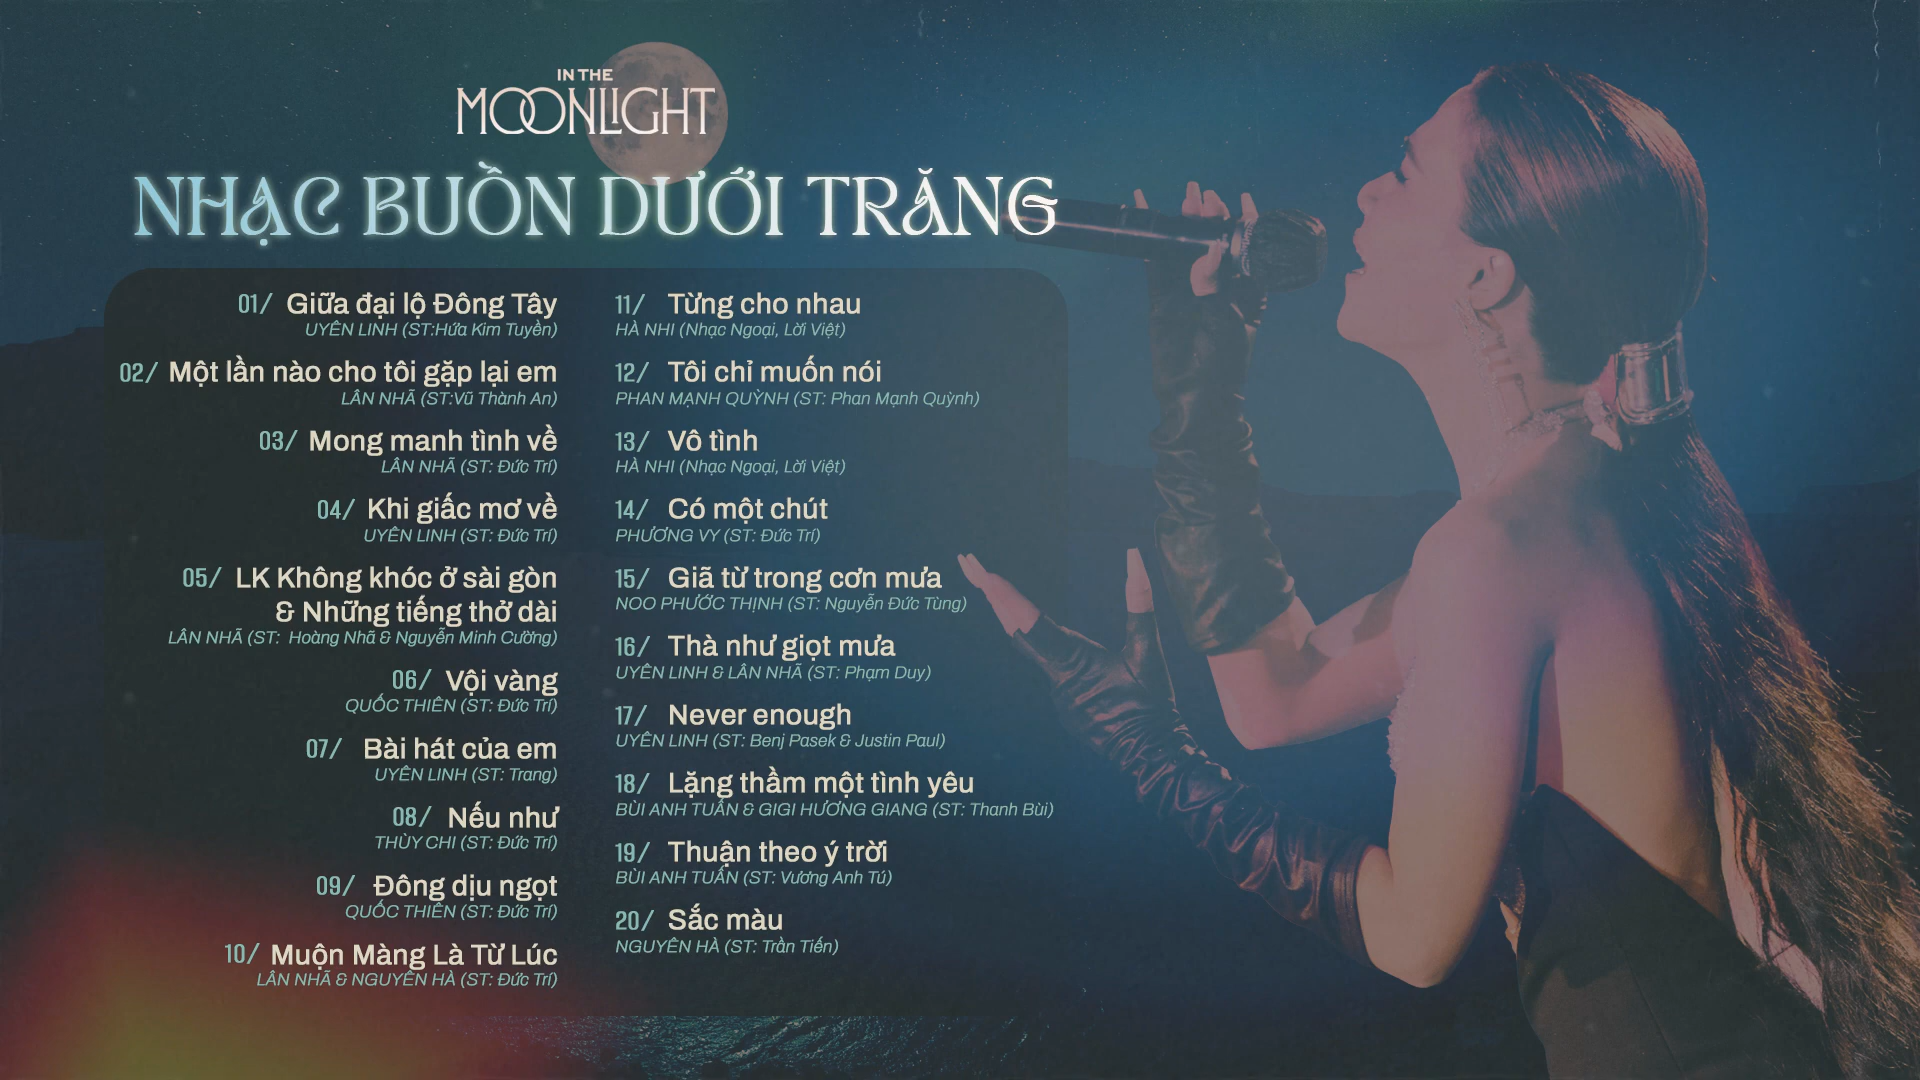 IN THE
MOONLIGHT
NHẠC BUỒN DƯỚI TRĂNG
01/ Giữa đại lộ Đông Tây
UYÊN LINH (ST:Hứa Kim Tuyền)
02/ Một lần nào cho tôi gặp lại em
LÂN NHÃ (ST:Vũ Thành An)
03/ Mong manh tình về
LÂN NHÃ (ST: Đức Trí)
04/ Khi giấc mơ về
UYÊN LINH (ST: Đức Trí)
05/ LK Không khóc ở sài gòn
& Những tiếng thở dài
LÂN NHÃ (ST: Hoàng Nhã & Nguyễn Minh Cường)
06/ Vội vàng
QUỐC THIÊN (ST: Đức Trí)
07/ Bài hát của em
UYÊN LINH (ST: Trang)
08/ Nếu như
THÙY CHI (ST: Đức Trí)
09/ Đông dịu ngọt
QUỐC THIÊN (ST: Đức Trí)
10/ Muộn Màng Là Từ Lúc
LÂN NHÃ & NGUYÊN HÀ (ST: Đức Trí)
11/ Từng cho nhau
HÀ NHI (Nhạc Ngoại, Lời Việt)
12/ Tôi chỉ muốn nói
PHAN MẠNH QUỲNH (ST: Phan Mạnh Quỳnh)
13/ Vô tình
HÀ NHI (Nhạc Ngoại, Lời Việt)
14/ Có một chút
PHƯƠNG VY (ST: Đức Trí)
15/ Giã từ trong cơn mưa
NOO PHƯỚC THỊNH (ST: Nguyễn Đức Tùng)
16/ Thà như giọt mưa
UYÊN LINH & LÂN NHÃ (ST: Phạm Duy)
17/ Never enough
UYÊN LINH (ST: Benj Pasek & Justin Paul)
18/ Lặng thầm một tình yêu
BÙI ANH TUẤN & GIGI HƯƠNG GIANG (ST: Thanh Bùi)
19/ Thuận theo ý trời
BÙI ANH TUẤN (ST: Vương Anh Tú)
20/ Sắc màu
NGUYÊN HÀ (ST: Trần Tiến)